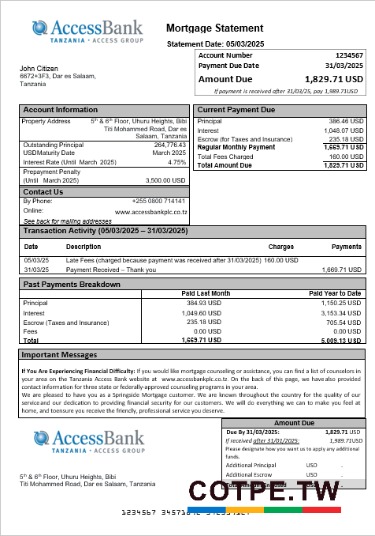 AccessBank
TANZANIA - ACCESS GROUP
Mortgage Statement
Statement Date: 05/03/2025
John Citizen
6672+3F3, Dar es Salaam,
Tanzania
Account Number 1234567
Payment Due Date 31/03/2025
Amount Due 1,829.71 USD
If payment is received after 31/03/25, pay 1,989.71USD
Account Information
Property Address 5th 6th Floor, Uhuru Heights, Bibi
Titi Mohammed Road, Dar es
Salaam, Tanzania
Outstanding Principal 264,776.43
USDMaturity Date March 2025
Interest Rate (Until March 2025) 4.75%
Prepayment Penalty
(Until March 2025) 3,500.00 USD
Contact Us
By Phone: +255 0800 714141
Online: www.accessbankplc.co.tz
See back for mailing addresses
Current Payment Due
Principal 386.46 USD
Interest 1,048.07 USD
Escrow (for Taxes and Insurance) 235.18 USD
Regular Monthly Payment 1,669.71 USD
Total Fees Charged 160.00 USD
Total Amount Due 1,829.71 USD
Transaction Activity (05/03/2025 – 31/03/2025)
Date Description Charges Payments
05/03/25 Late Fees (charged because payment was received after 31/03/2025) 160.00 USD
31/03/25 Payment Received – Thank you 1,669.71 USD
Past Payments Breakdown
Paid Last Month Paid Year to Date
Principal 384.93 USD 1,150.25 USD
Interest 1,049.60 USD 3,153.34 USD
Escrow (Taxes and Insurance) 235.18 USD 705.54 USD
Fees 0.00 USD 0.00 USD
Total 1,669.71 USD 5,009.13 USD
Important Messages
If You Are Experiencing Financial Difficulty: If you would like mortgage counseling or assistance, you can find a list of counselors in
your area on the Tanzania Access Bank website at www.accessbankplc.co.tz. On the back of this page, we have also provided
contact information for three state or federally-approved counseling programs in your area.
We are pleased to have you as a Springside Mortgage customer. We are known throughout the country for the quality of our
service and our dedication to providing financial security for our customers. We will do everything we can to make you feel at
home, and to ensure you receive the friendly, professional service you deserve.
AccessBank
TANZANIA - ACCESS GROUP
5th 6th Floor, Uhuru Heights, Bibi
Titi Mohammed Road, Dar es Salaam, Tanzania
Amount Due
Due By 31/03/2025: 1,829.71 USD
If received after 31/01/2025: 1,989.71USD
Please designate how you want us to apply any additional
funds.
Additional Principal USD .
Additional Escrow USD .
COTPE.TW
1234567